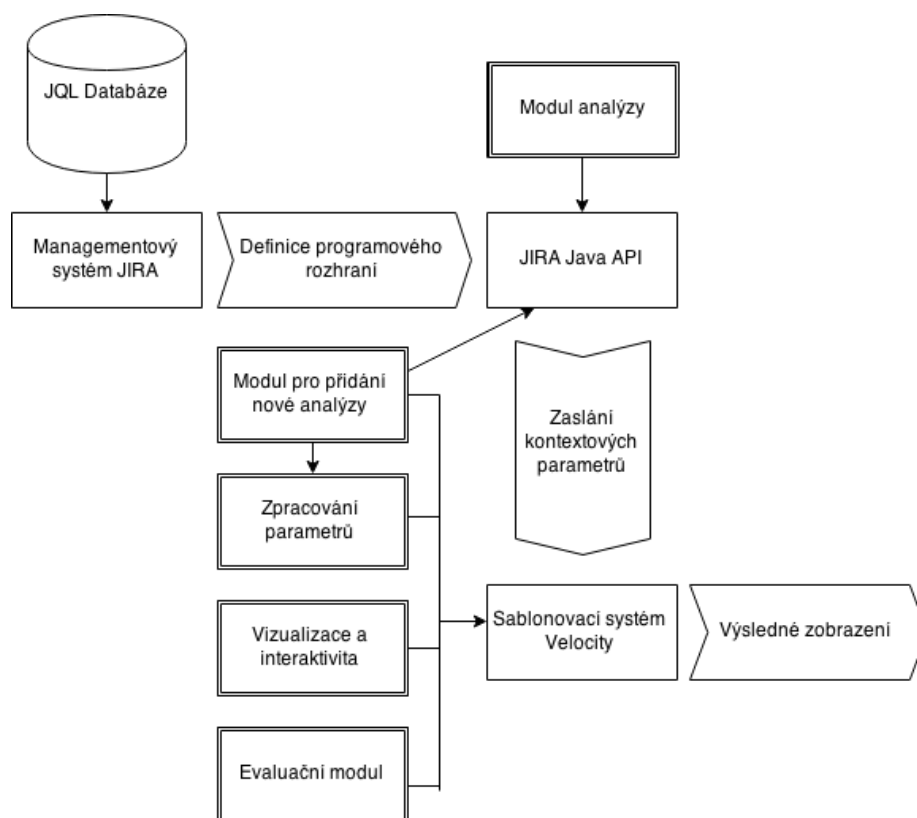 JQL Databáze
Modul analýzy
Managementový
systém JIRA
Definice programového
rozhraní
JIRA Java API
Modul pro přidání
nové analýzy
Zaslání
kontextových
parametrů
Zpracování
parametrů
Vizualizace a
interaktivita
Sablonovací systém
Velocity
Výsledné zobrazení
Evaluační modul